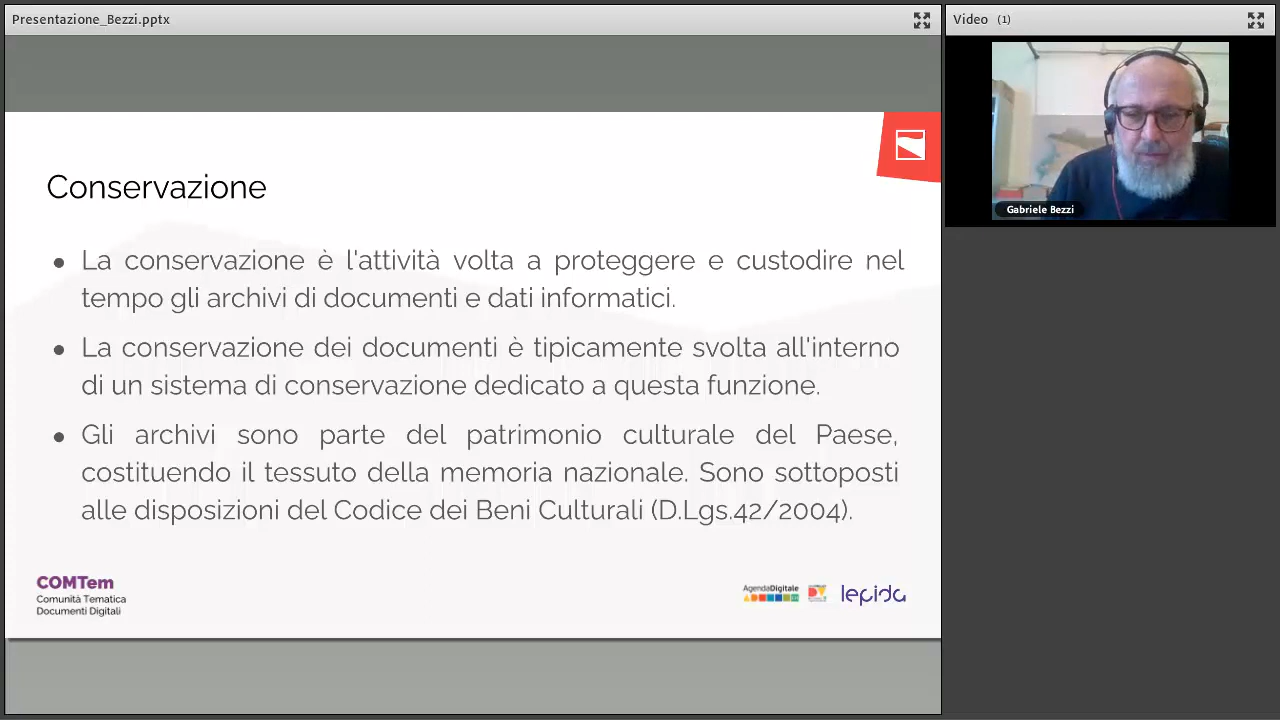 Presentazione_Bezzi.pptx
Video (1)
Gabriele Bezzi
Conservazione
● La conservazione è l'attività volta a proteggere e custodire nel
tempo gli archivi di documenti e dati informatici.
● La conservazione dei documenti è tipicamente svolta all'interno
di un sistema di conservazione dedicato a questa funzione.
● Gli archivi sono parte del patrimonio culturale del Paese,
costituendo il tessuto della memoria nazionale. Sono sottoposti
alle disposizioni del Codice dei Beni Culturali (D.Lgs.42/2004).
COMTem
Comunità Tematica
Documenti Digitali
AgendaDigitale
lepida